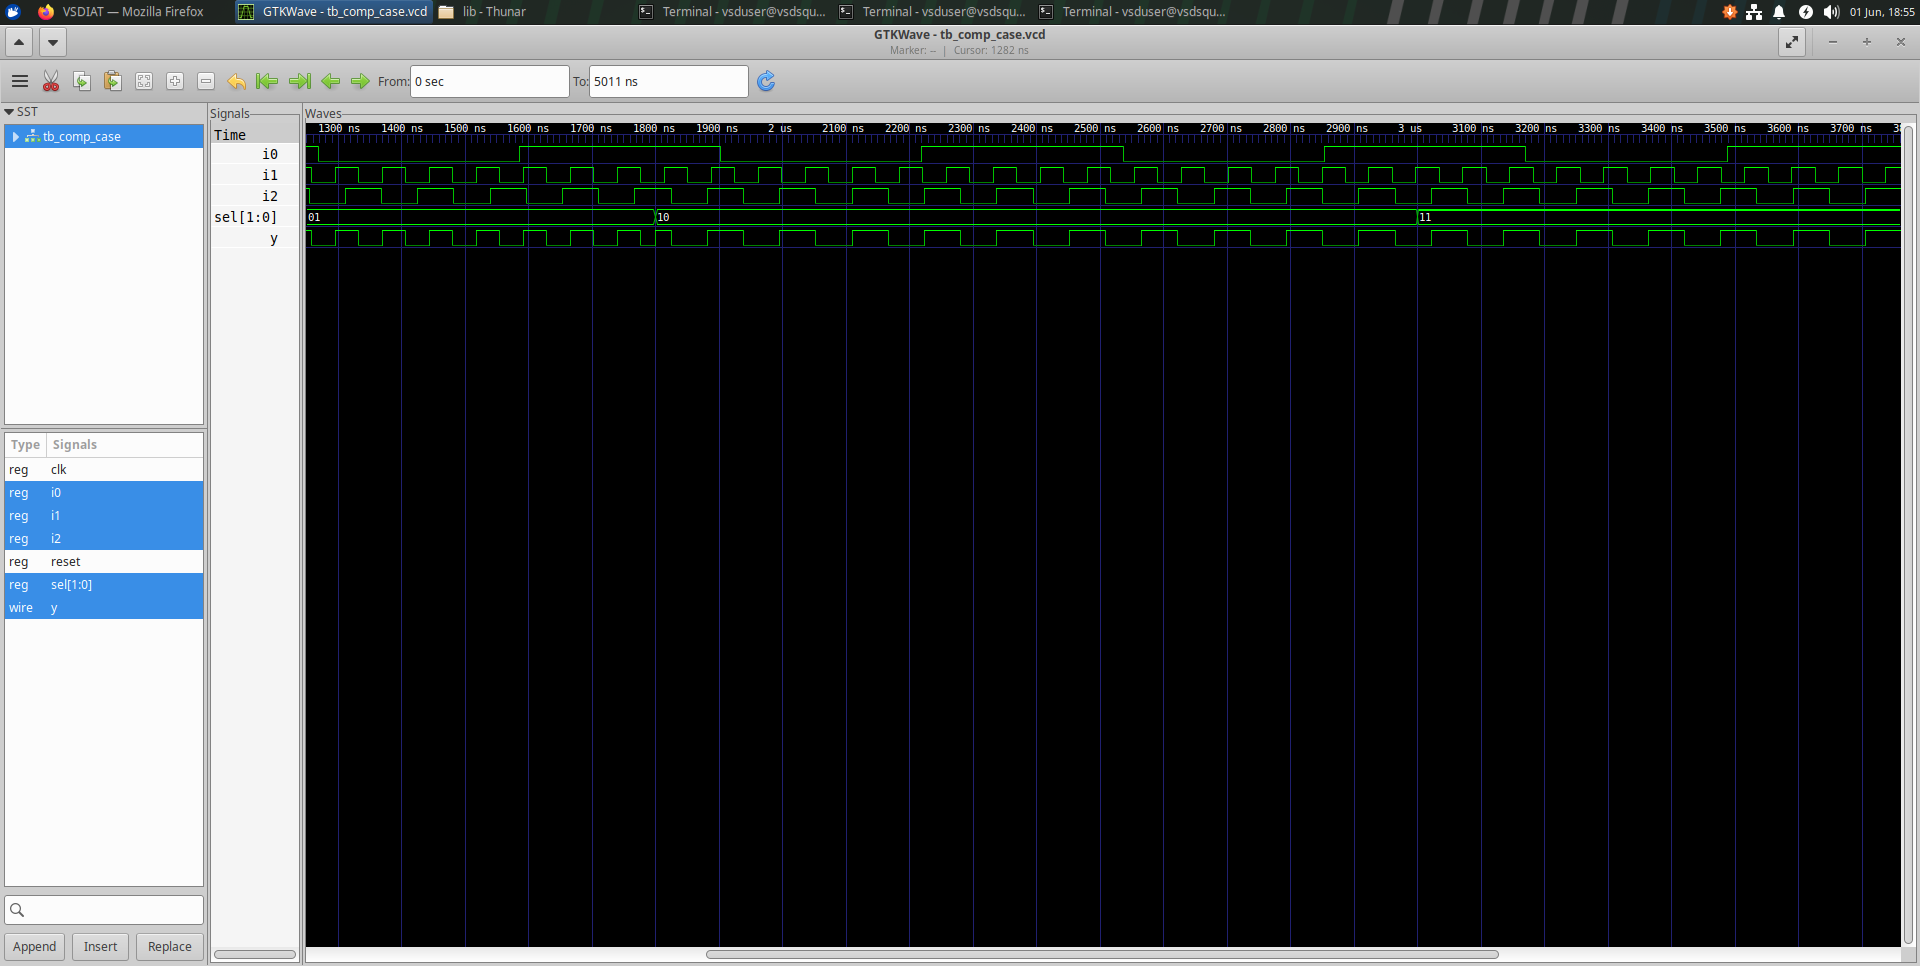 VSDIAT — Mozilla Firefox
GTKWave - tb_comp_case.vcd
lib - Thunar
Terminal - vsduser@vsdsqu...
Terminal - vsduser@vsdsqu...
Terminal - vsduser@vsdsqu...
01 Jun, 18:55
GTKWave - tb_comp_case.vcd
Marker: -- | Cursor: 1282 ns
From: 0 sec
To: 5011 ns
SST
tb_comp_case
Type Signals
reg clk
reg i0
reg i1
reg i2
reg reset
reg sel[1:0]
wire y
Append Insert Replace
Signals
Time
i0
i1
i2
sel[1:0]
y
Waves
1300 ns 1400 ns 1500 ns 1600 ns 1700 ns 1800 ns 1900 ns 2 us 2100 ns 2200 ns 2300 ns 2400 ns 2500 ns 2600 ns 2700 ns 2800 ns 2900 ns 3 us 3100 ns 3200 ns 3300 ns 3400 ns 3500 ns 3600 ns 3700 ns
01 10 11